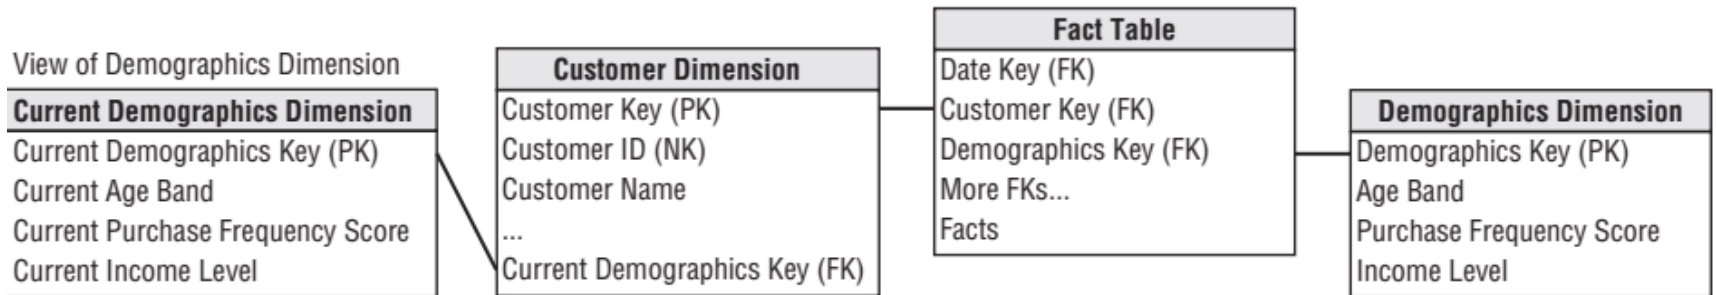 View of Demographics Dimension
Current Demographics Dimension
Current Demographics Key (PK)
Current Age Band
Current Purchase Frequency Score
Current Income Level
Customer Dimension
Customer Key (PK)
Customer ID (NK)
Customer Name
...
Current Demographics Key (FK)
Fact Table
Date Key (FK)
Customer Key (FK)
Demographics Key (FK)
More FKs...
Facts
Demographics Dimension
Demographics Key (PK)
Age Band
Purchase Frequency Score
Income Level